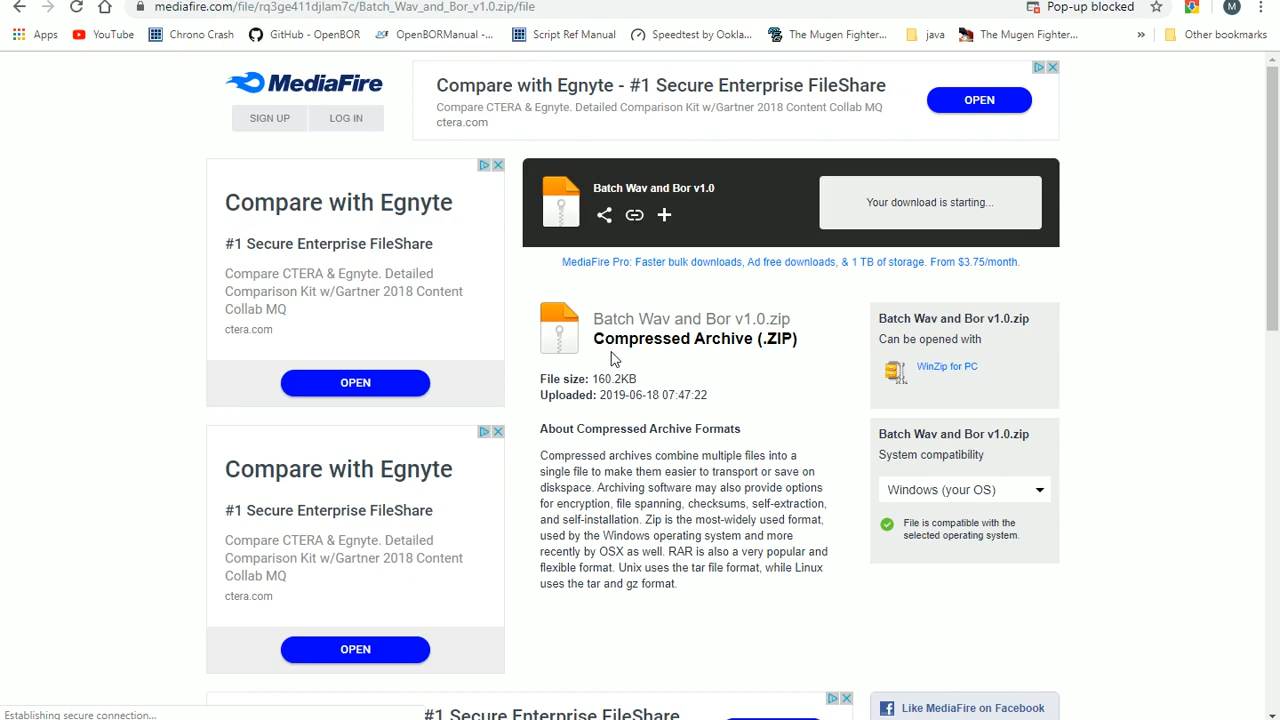 mediafire.com/file/rq3ge411djlam7c/Batch_Wav_and_Bor_v1.0.zip/file
Pop-up blocked
M
Apps
YouTube
Chrono Crash
GitHub - OpenBOR
OpenBORManual -...
Script Ref Manual
Speedtest by Ookla...
The Mugen Fighter...
java
The Mugen Fighter...
»
Other bookmarks
MediaFire
SIGN UP
LOG IN
Compare with Egnyte - #1 Secure Enterprise FileShare
Compare CTERA & Egnyte. Detailed Comparison Kit w/Gartner 2018 Content Collab MQ
ctera.com
OPEN
Compare with Egnyte
#1 Secure Enterprise FileShare
Compare CTERA & Egnyte. Detailed
Comparison Kit w/Gartner 2018 Content
Collab MQ
ctera.com
OPEN
Batch Wav and Bor v1.0
Your download is starting...
MediaFire Pro: Faster bulk downloads, Ad free downloads, & 1 TB of storage. From $3.75/month.
Batch Wav and Bor v1.0.zip
Compressed Archive (.ZIP)
File size: 160.2KB
Uploaded: 2019-06-18 07:47:22
About Compressed Archive Formats
Compressed archives combine multiple files into a
single file to make them easier to transport or save on
diskspace. Archiving software may also provide options
for encryption, file spanning, checksums, self-extraction,
and self-installation. Zip is the most-widely used format,
used by the Windows operating system and more
recently by OSX as well. RAR is also a very popular and
flexible format. Unix uses the tar file format, while Linux
uses the tar and gz format.
Batch Wav and Bor v1.0.zip
Can be opened with
WinZip for PC
Batch Wav and Bor v1.0.zip
System compatibility
Windows (your OS)
File is compatible with the
selected operating system.
Compare with Egnyte
#1 Secure Enterprise FileShare
Compare CTERA & Egnyte. Detailed
Comparison Kit w/Gartner 2018 Content
Collab MQ
ctera.com
OPEN
#1 Secure Enterprise FileShare
Like MediaFire on Facebook
Establishing secure connection...